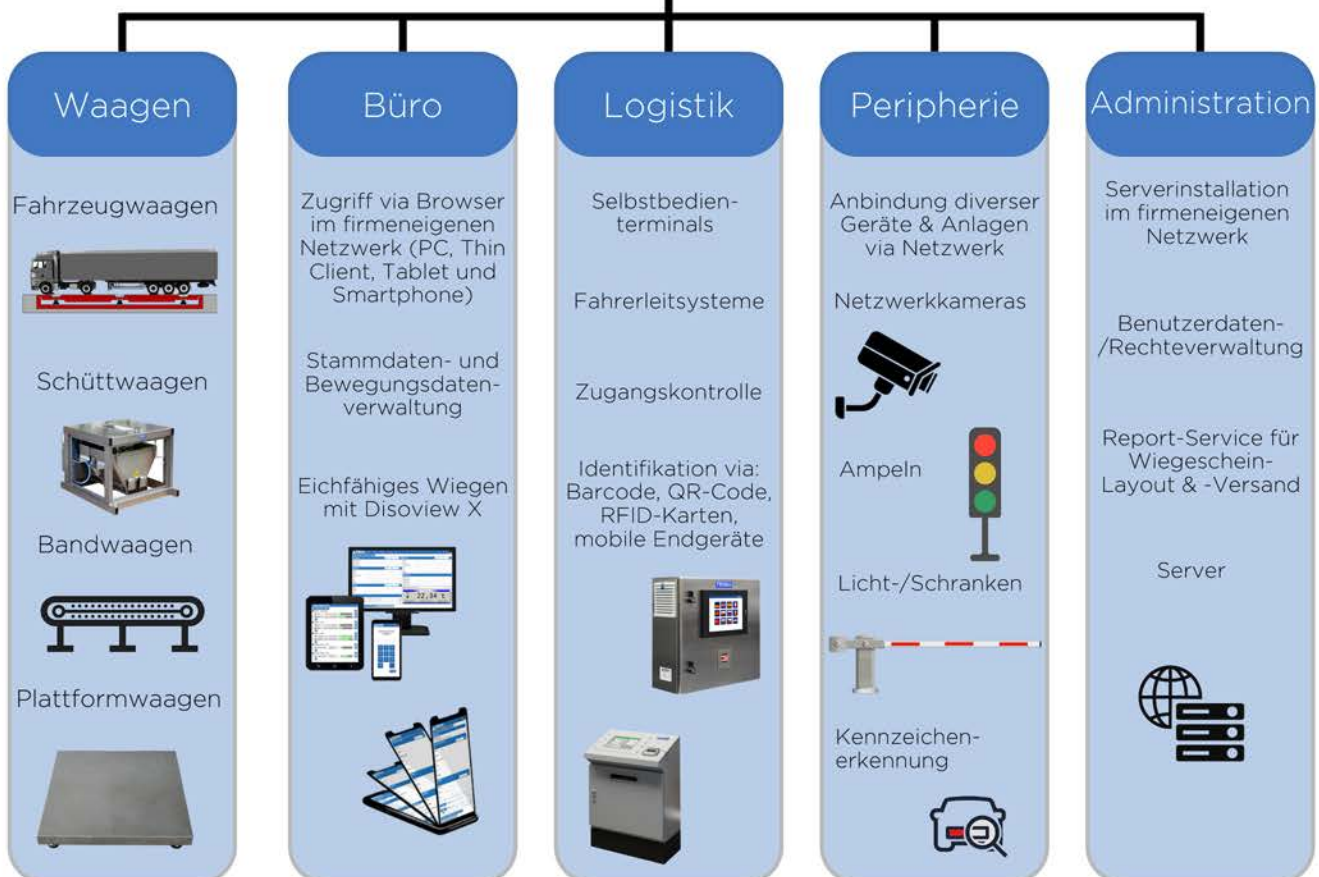 Waagen
Fahrzeugwaagen
Schüttwaagen
Bandwaagen
Plattformwaagen
Büro
Zugriff via Browser
im firmeneigenen
Netzwerk (PC, Thin
Client, Tablet und
Smartphone)
Stammdaten- und
Bewegungsdaten-
verwaltung
Eichfähiges Wiegen
mit Disoview X
22,34 t
Logistik
Selbstbedien-
terminals
Fahrerleitsysteme
Zugangskontrolle
Identifikation via:
Barcode, QR-Code,
RFID-Karten,
mobile Endgeräte
Peripherie
Anbindung diverser
Geräte & Anlagen
via Netzwerk
Netzwerkkameras
Ampeln
Licht-/Schranken
Kennzeichen-
erkennung
Administration
Serverinstallation
im firmeneigenen
Netzwerk
Benutzerdaten-
/Rechteverwaltung
Report-Service für
Wiegeschein-
Layout & -Versand
Server